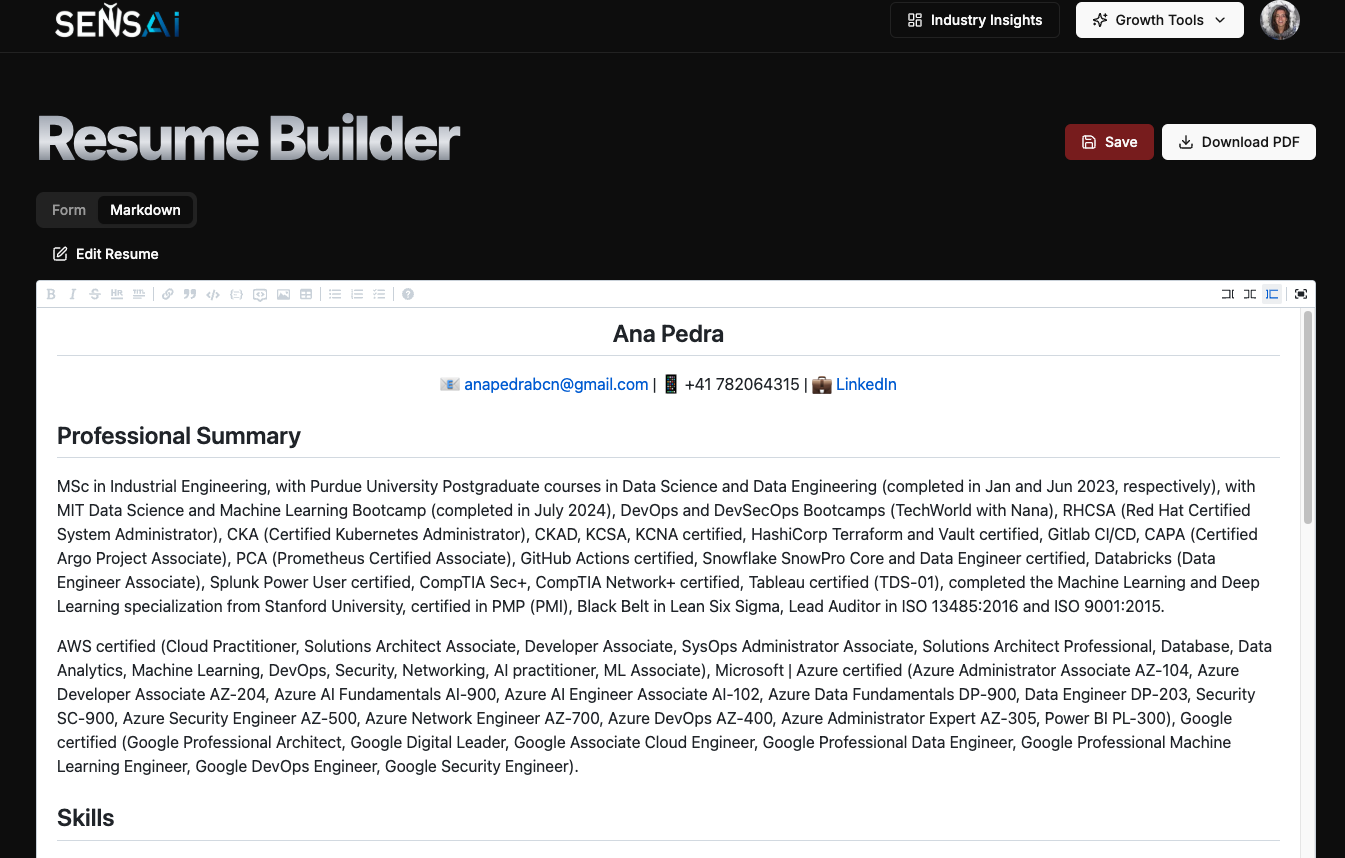 SENSAi
Industry Insights
Growth Tools
Resume Builder
Save
Download PDF
Form
Markdown
Edit Resume
Ana Pedra
anapedrabcn@gmail.com | +41 782064315 | LinkedIn
Professional Summary
MSc in Industrial Engineering, with Purdue University Postgraduate courses in Data Science and Data Engineering (completed in Jan and Jun 2023, respectively), with
MIT Data Science and Machine Learning Bootcamp (completed in July 2024), DevOps and DevSecOps Bootcamps (TechWorld with Nana), RHCSA (Red Hat Certified
System Administrator), CKA (Certified Kubernetes Administrator), CKAD, KCSA, KCNA certified, HashiCorp Terraform and Vault certified, Gitlab CI/CD, CAPA (Certified
Argo Project Associate), PCA (Prometheus Certified Associate), GitHub Actions certified, Snowflake SnowPro Core and Data Engineer certified, Databricks (Data
Engineer Associate), Splunk Power User certified, CompTIA Sec+, CompTIA Network+ certified, Tableau certified (TDS-01), completed the Machine Learning and Deep
Learning specialization from Stanford University, certified in PMP (PMI), Black Belt in Lean Six Sigma, Lead Auditor in ISO 13485:2016 and ISO 9001:2015.
AWS certified (Cloud Practitioner, Solutions Architect Associate, Developer Associate, SysOps Administrator Associate, Solutions Architect Professional, Database, Data
Analytics, Machine Learning, DevOps, Security, Networking, AI practitioner, ML Associate), Microsoft | Azure certified (Azure Administrator Associate AZ-104, Azure
Developer Associate AZ-204, Azure AI Fundamentals AI-900, Azure AI Engineer Associate AI-102, Azure Data Fundamentals DP-900, Data Engineer DP-203, Security
SC-900, Azure Security Engineer AZ-500, Azure Network Engineer AZ-700, Azure DevOps AZ-400, Azure Administrator Expert AZ-305, Power BI PL-300), Google
certified (Google Professional Architect, Google Digital Leader, Google Associate Cloud Engineer, Google Professional Data Engineer, Google Professional Machine
Learning Engineer, Google DevOps Engineer, Google Security Engineer).
Skills